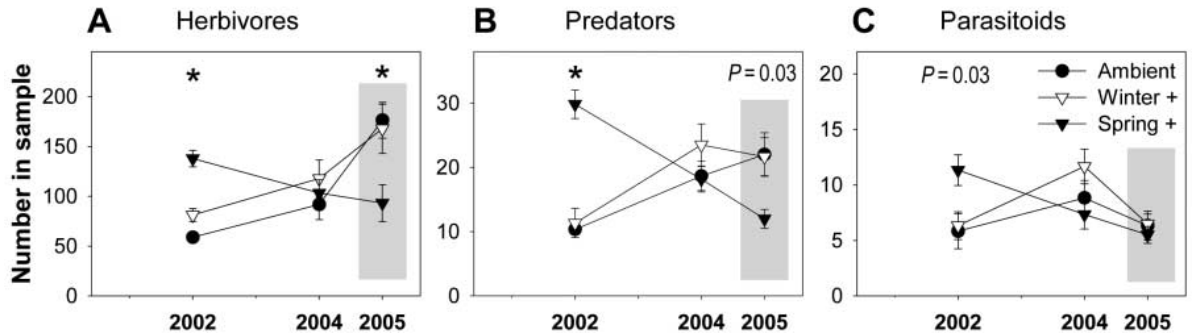 A Herbivores
B Predators
C Parasitoids
Number in sample
200
150
100
50
0
*
*
2002 2004 2005
30
20
10
0
*
P = 0.03
2002 2004 2005
20
15
10
5
0
P = 0.03
Ambient
Winter +
Spring +
2002 2004 2005